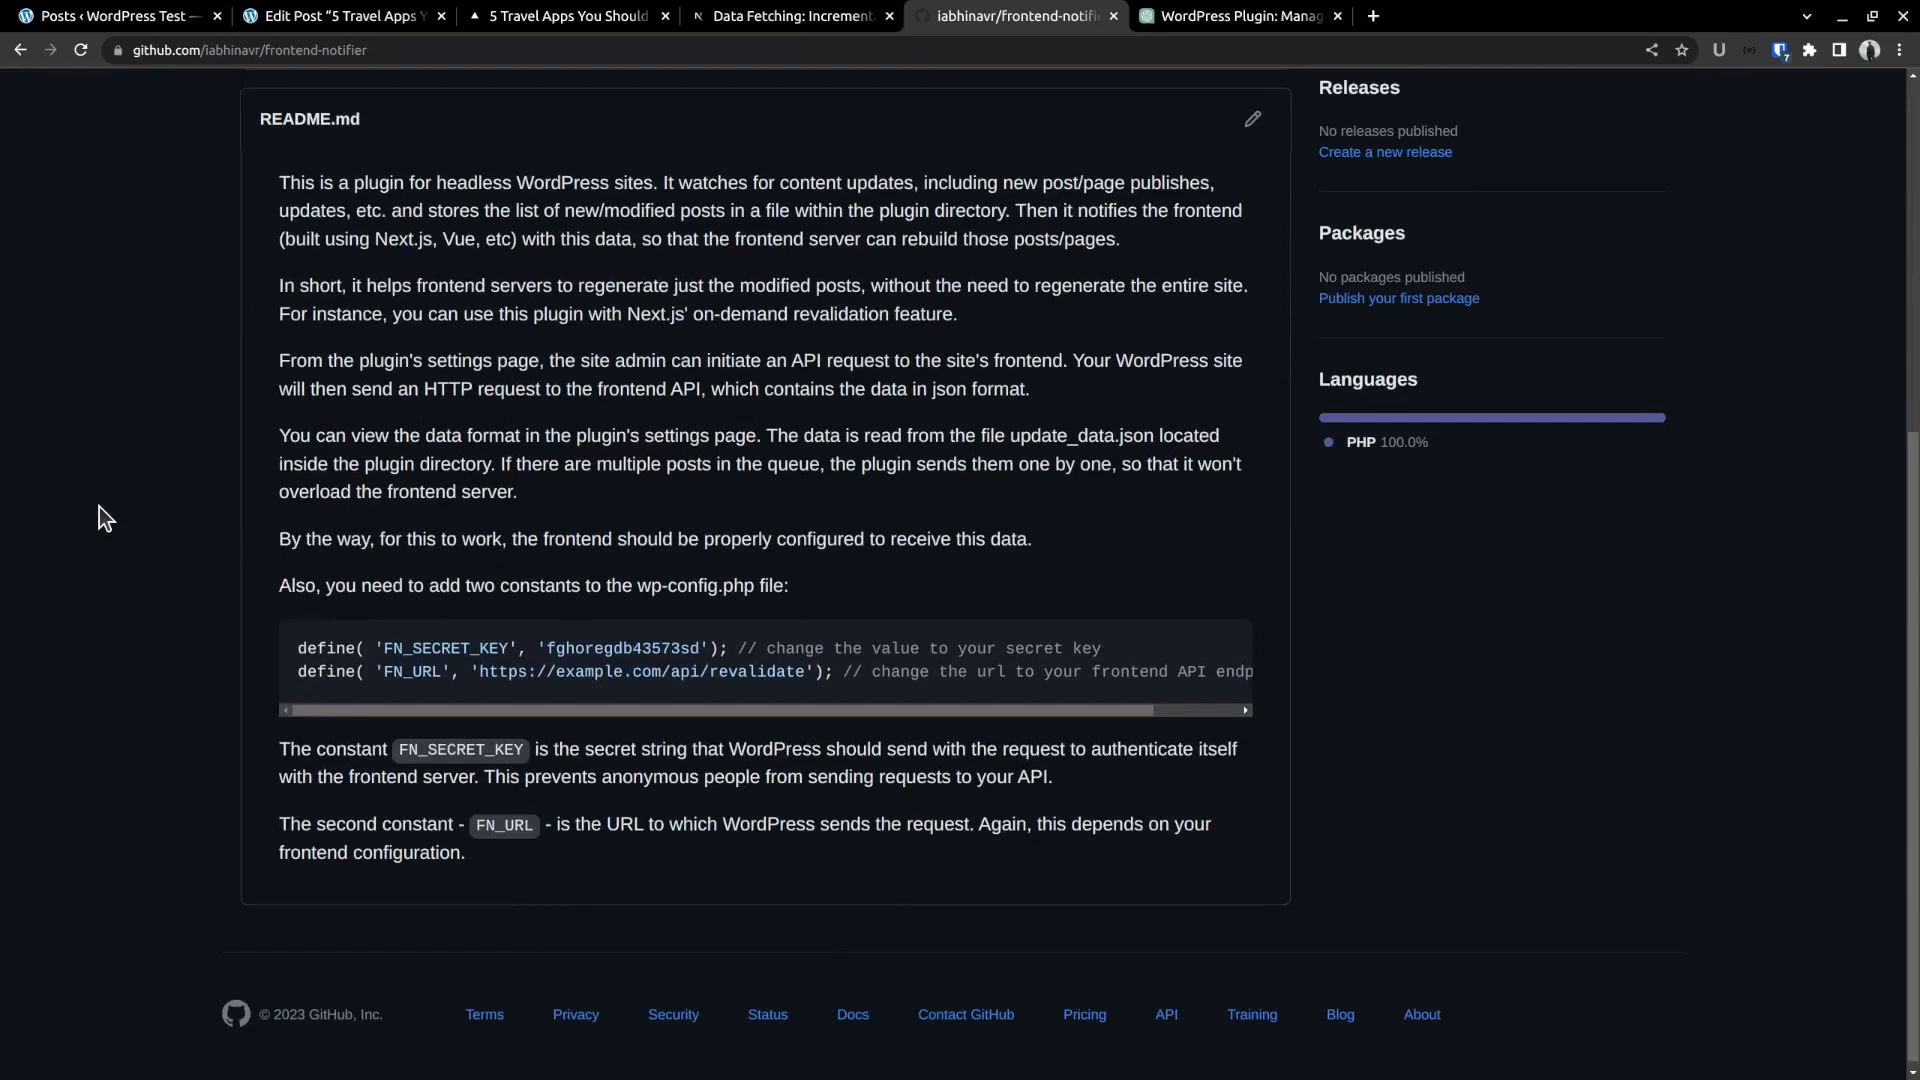 Posts ‹ WordPress Test —
Edit Post “5 Travel Apps Y
5 Travel Apps You Should
Data Fetching: Increment
iabhinavr/frontend-notifi
WordPress Plugin: Manag
github.com/iabhinavr/frontend-notifier
7
README.md
This is a plugin for headless WordPress sites. It watches for content updates, including new post/page publishes,
updates, etc. and stores the list of new/modified posts in a file within the plugin directory. Then it notifies the frontend
(built using Next.js, Vue, etc) with this data, so that the frontend server can rebuild those posts/pages.
In short, it helps frontend servers to regenerate just the modified posts, without the need to regenerate the entire site.
For instance, you can use this plugin with Next.js' on-demand revalidation feature.
From the plugin's settings page, the site admin can initiate an API request to the site's frontend. Your WordPress site
will then send an HTTP request to the frontend API, which contains the data in json format.
You can view the data format in the plugin's settings page. The data is read from the file update_data.json located
inside the plugin directory. If there are multiple posts in the queue, the plugin sends them one by one, so that it won't
overload the frontend server.
By the way, for this to work, the frontend should be properly configured to receive this data.
Also, you need to add two constants to the wp-config.php file:
define( 'FN_SECRET_KEY', 'fghoregdb43573sd'); // change the value to your secret key
define( 'FN_URL', 'https://example.com/api/revalidate'); // change the url to your frontend API endp
The constant FN_SECRET_KEY is the secret string that WordPress should send with the request to authenticate itself
with the frontend server. This prevents anonymous people from sending requests to your API.
The second constant - FN_URL - is the URL to which WordPress sends the request. Again, this depends on your
frontend configuration.
Releases
No releases published
Create a new release
Packages
No packages published
Publish your first package
Languages
PHP 100.0%
© 2023 GitHub, Inc.
Terms
Privacy
Security
Status
Docs
Contact GitHub
Pricing
API
Training
Blog
About